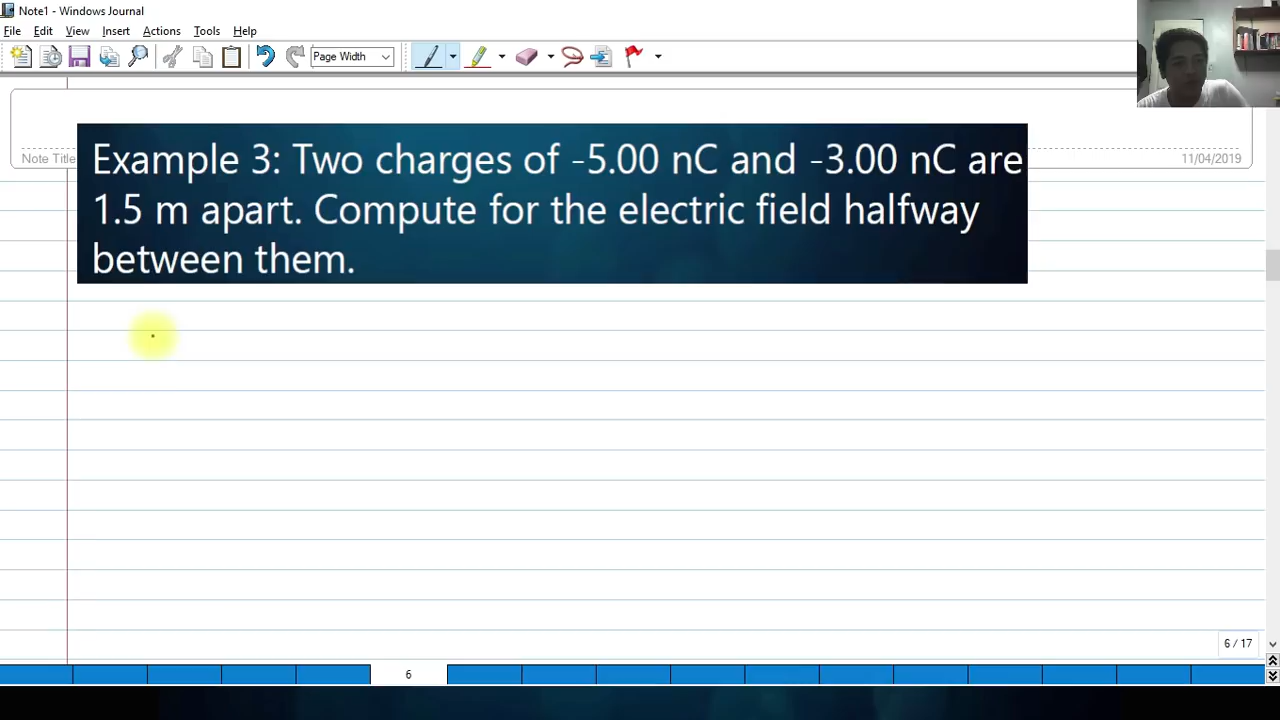 Note1 - Windows Journal
File Edit View Insert Actions Tools Help
Page Width
Example 3: Two charges of -5.00 nC and -3.00 nC are
Note Title
11/04/2019
1.5 m apart. Compute for the electric field halfway
between them.
6 / 17
6